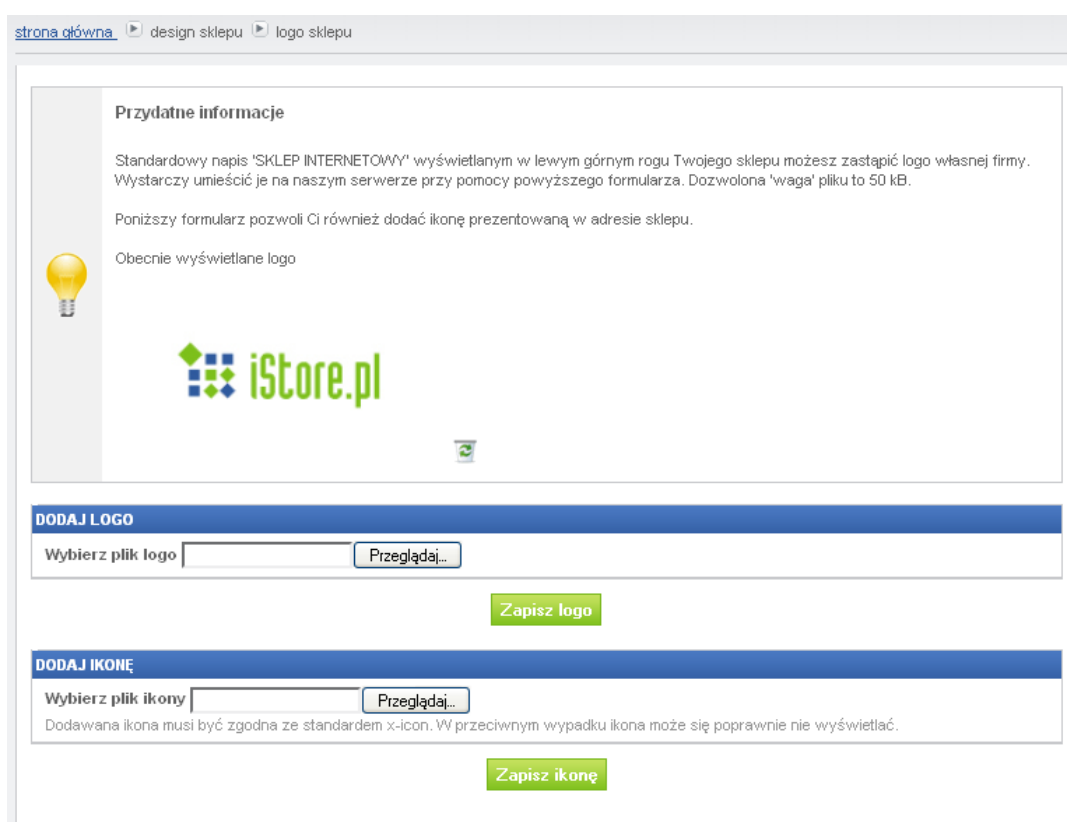 strona główna design sklepu logo sklepu
Przydatne informacje
Standardowy napis 'SKLEP INTERNETOWY' wyświetlanym w lewym górnym rogu Twojego sklepu możesz zastąpić logo własnej firmy.
Wystarczy umieścić je na naszym serwerze przy pomocy powyższego formularza. Dozwolona 'waga' pliku to 50 kB.
Poniższy formularz pozwoli Ci również dodać ikonę prezentowaną w adresie sklepu.
Obecnie wyświetlane logo
iStore.pl
DODAJ LOGO
Wybierz plik logo Przeglądaj...
Zapisz logo
DODAJ IKONĘ
Wybierz plik ikony Przeglądaj...
Dodawana ikona musi być zgodna ze standardem x-icon. W przeciwnym wypadku ikona może się poprawnie nie wyświetlać.
Zapisz ikonę